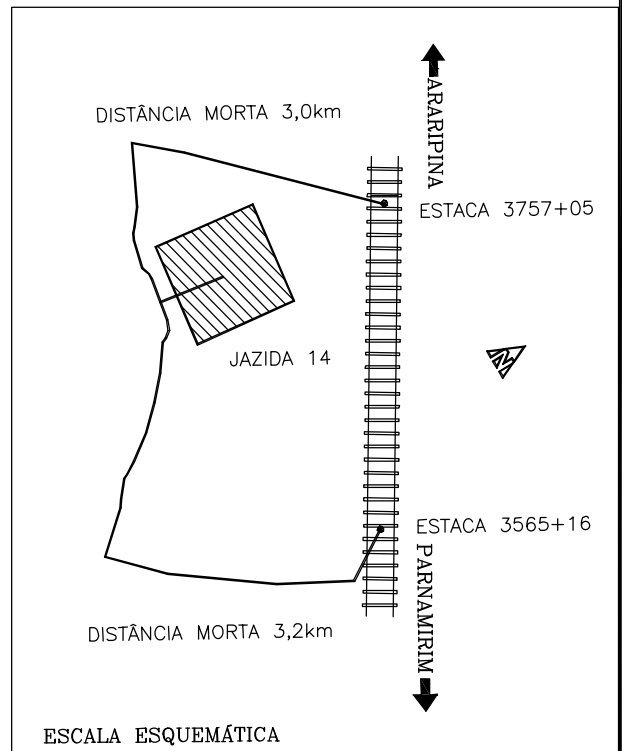 ARARIPINA
DISTÂNCIA MORTA 3,0km
ESTACA 3757+05
JAZIDA 14
ESTACA 3565+16
PARNAMIRIM
DISTÂNCIA MORTA 3,2km
ESCALA ESQUEMÁTICA